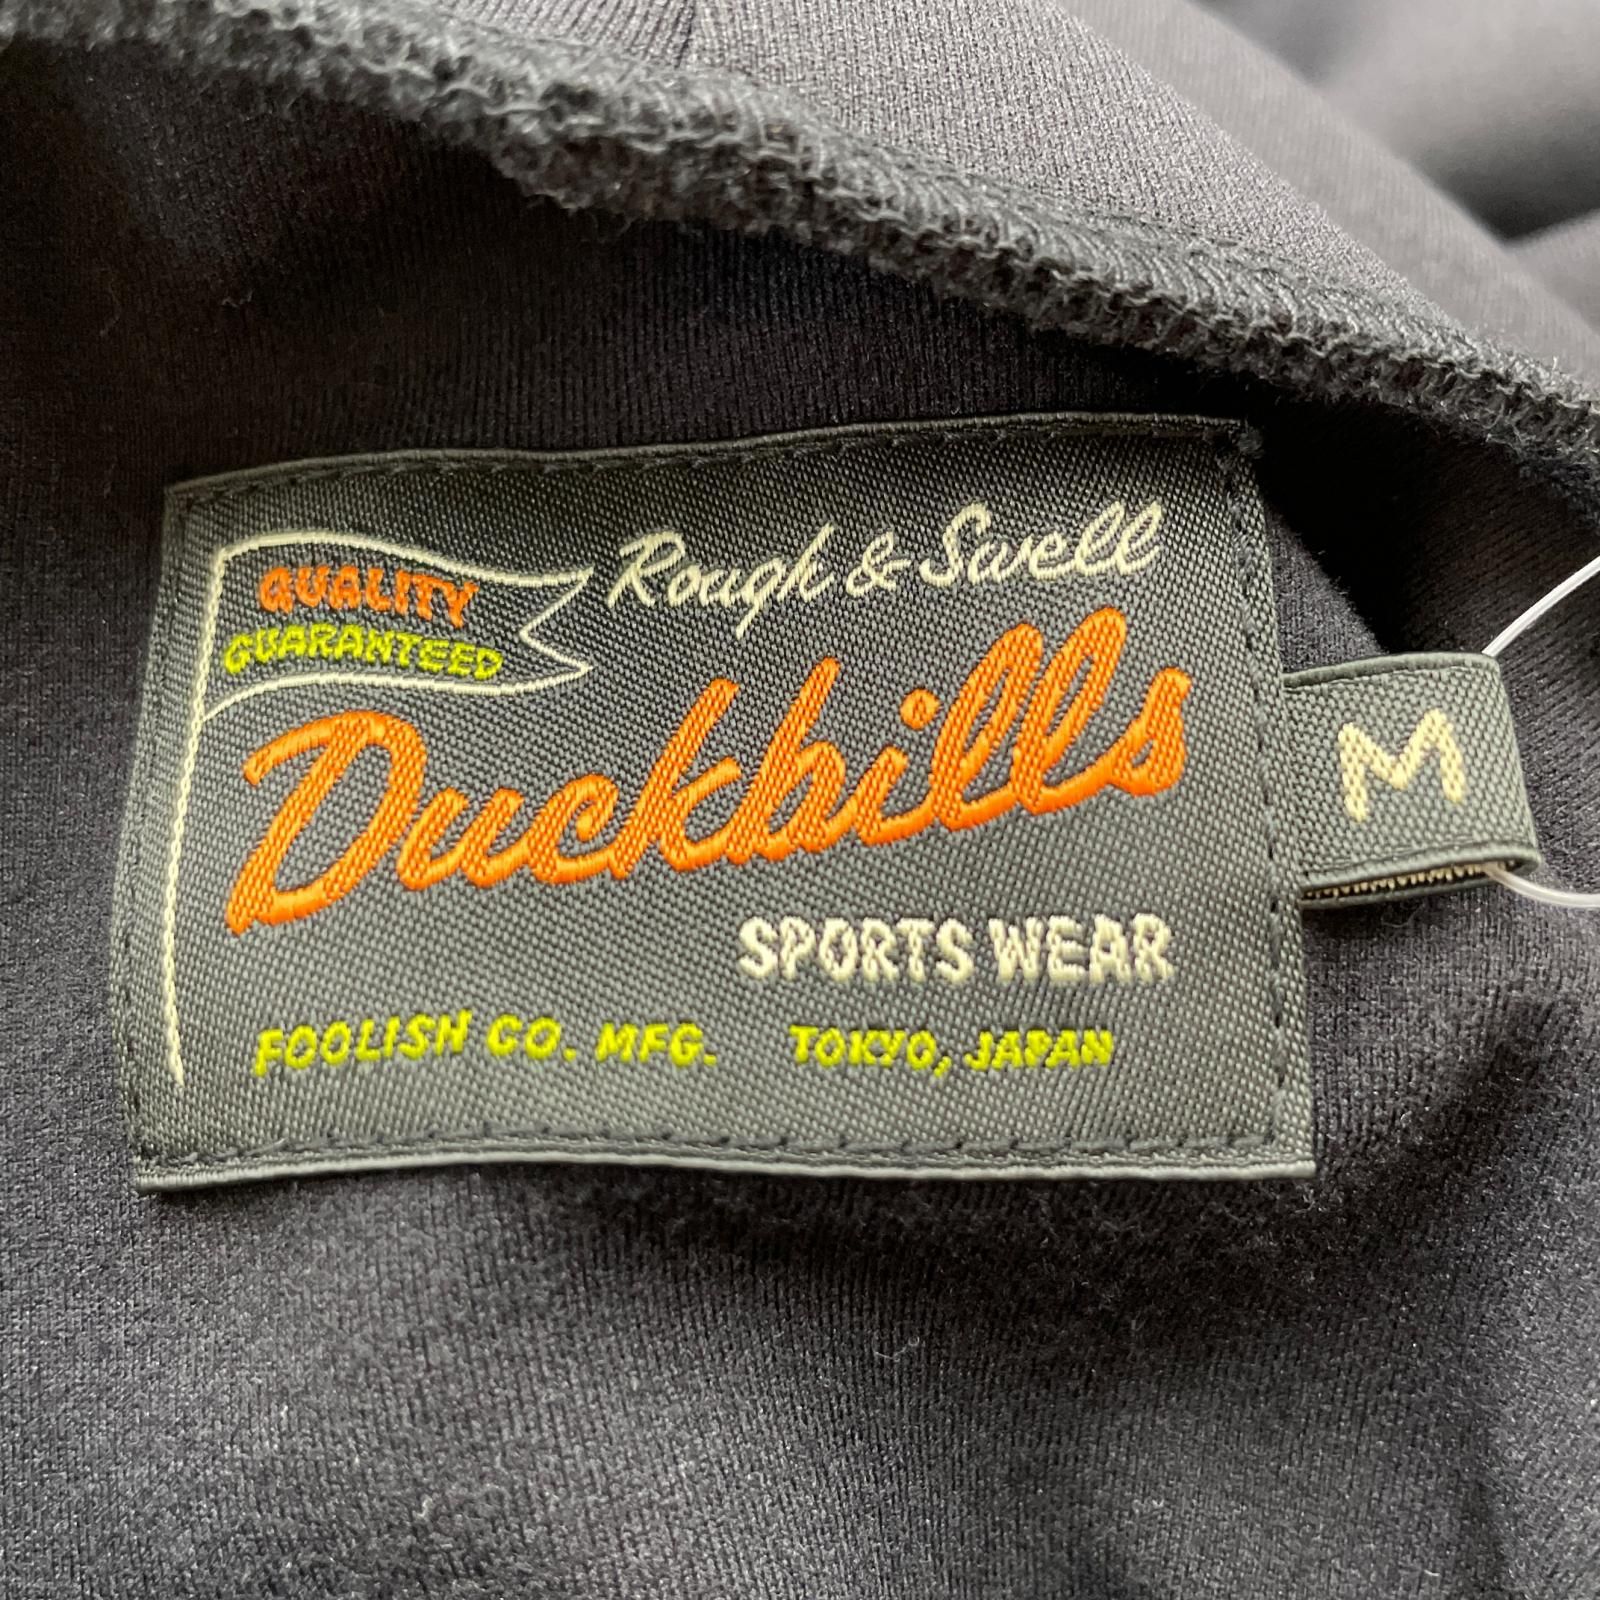 Rough & Swell
QUALITY
GUARANTEED
Duckbills
M
SPORTS WEAR
FOOLISH CO. MFG. TOKYO, JAPAN